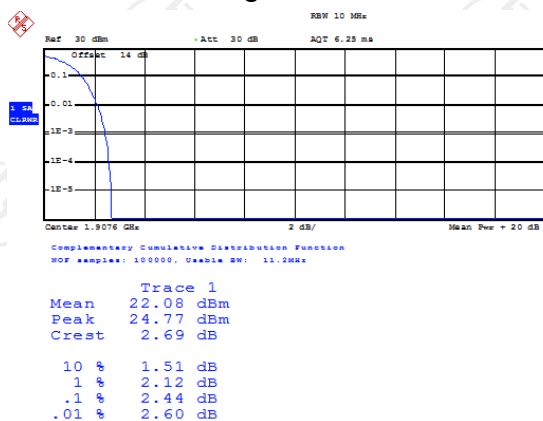 RBW 10 MHz
Ref 30 dBm *Att 30 dB AQT 6.25 ms
Offset 14 dB
0.1
1 SA
CLRWR
0.01
1E-3
1E-4
1E-5
Center 1.9076 GHz 2 dB/ Mean Pwr + 20 dB
Complementary Cumulative Distribution Function
NOF samples: 100000, Usable BW: 11.2MHz
Trace 1
Mean 22.08 dBm
Peak 24.77 dBm
Crest 2.69 dB
10 % 1.51 dB
1 % 2.12 dB
.1 % 2.44 dB
.01 % 2.60 dB